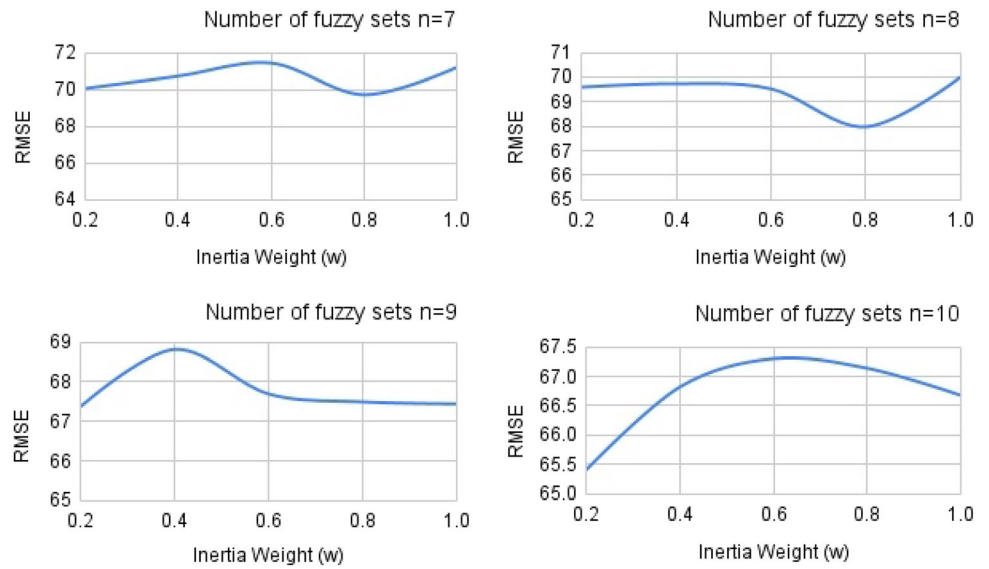 Number of fuzzy sets n=7
72
70
68
66
64
RMSE
0.2 0.4 0.6 0.8 1.0
Inertia Weight (w)
Number of fuzzy sets n=8
71
70
69
68
67
66
65
RMSE
0.2 0.4 0.6 0.8 1.0
Inertia Weight (w)
Number of fuzzy sets n=9
69
68
67
66
65
RMSE
0.2 0.4 0.6 0.8 1.0
Inertia Weight (w)
Number of fuzzy sets n=10
67.5
67.0
66.5
66.0
65.5
65.0
RMSE
0.2 0.4 0.6 0.8 1.0
Inertia Weight (w)